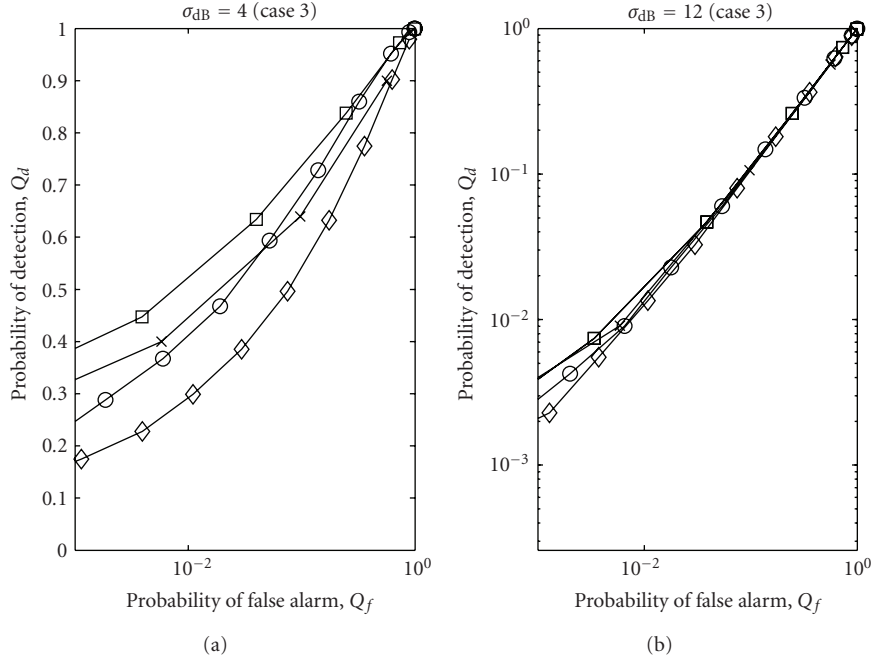 σdB = 4 (case 3)
1
0.9
0.8
0.7
0.6
0.5
0.4
0.3
0.2
0.1
0
Probability of detection, Qd
10⁻²
10⁰
Probability of false alarm, Qf
(a)
σdB = 12 (case 3)
10⁰
10⁻¹
10⁻²
10⁻³
Probability of detection, Qd
10⁻²
10⁰
Probability of false alarm, Qf
(b)